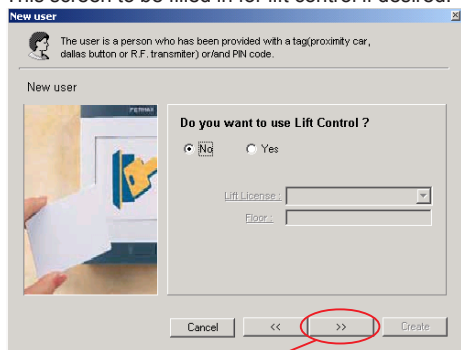 This screen to be filled in for lift control if desired.
New user
The user is a person who has been provided with a tag(proximity car,
dallas button or R.F. transmiter) or/and PIN code.
New user
FERMAX
Do you want to use Lift Control ?
No Yes
Lift License :
Floor :
Cancel << >> Create